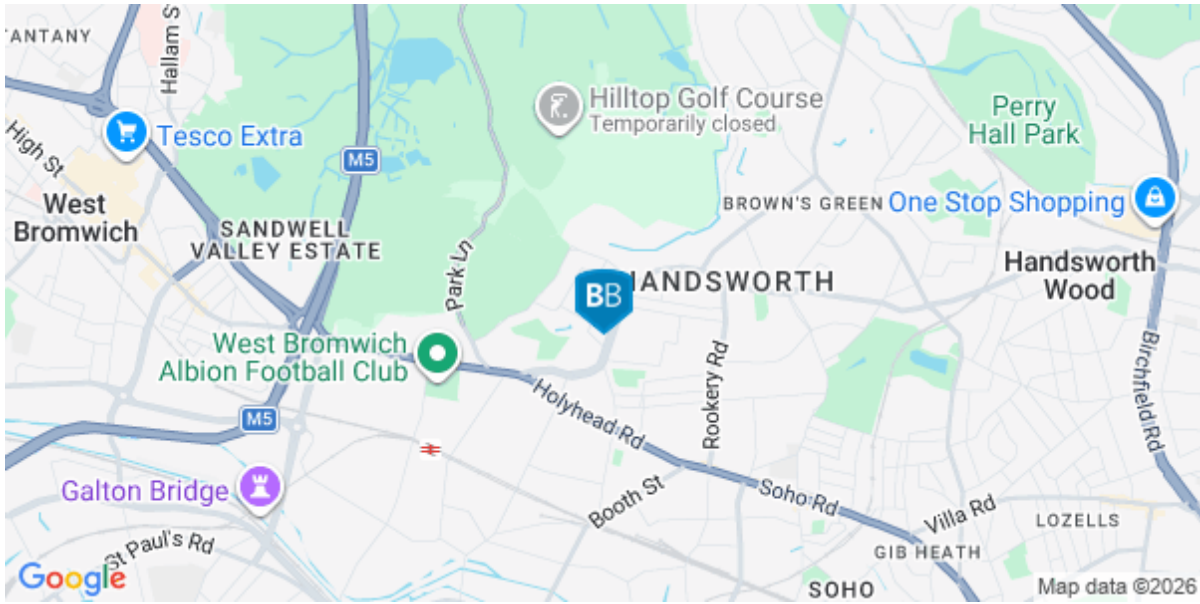 TANTANY
Hallam S
High St
Tesco Extra
West
Bromwich
M5
SANDWELL
VALLEY ESTATE
Park Ln
Hilltop Golf Course
Temporarily closed
Perry
Hall Park
BROWN'S GREEN
One Stop Shopping
HANDSWORTH
BB
Handsworth
Wood
West Bromwich
Albion Football Club
Rookery Rd
Birchfield Rd
Holyhead Rd
M5
Galton Bridge
Booth St
Soho Rd
Villa Rd
LOZELLS
St Paul's Rd
GIB HEATH
SOHO
Google
Map data ©2026